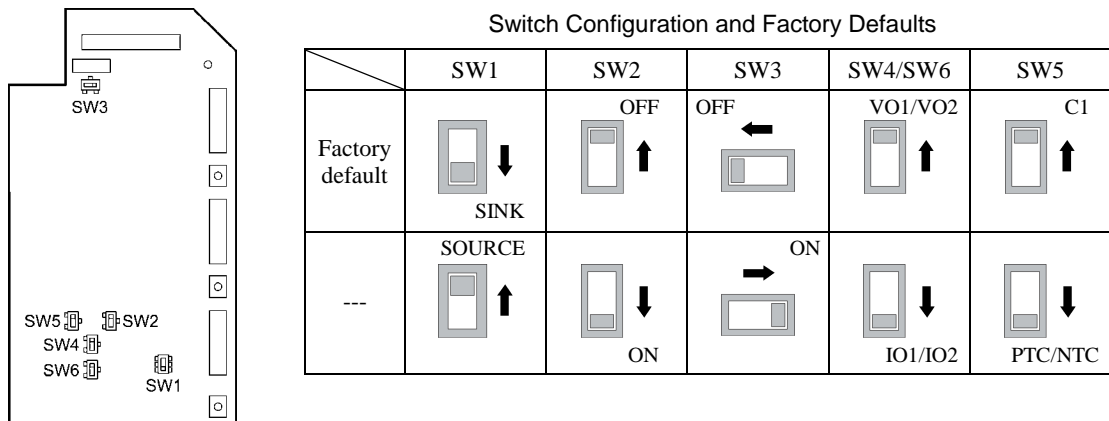 Switch Configuration and Factory Defaults
SW1 SW2 SW3 SW4/SW6 SW5
Factory default
SINK
OFF
OFF
VO1/VO2
C1
---
SOURCE
ON
ON
IO1/IO2
PTC/NTC
SW3
SW5 SW2
SW4
SW6
SW1